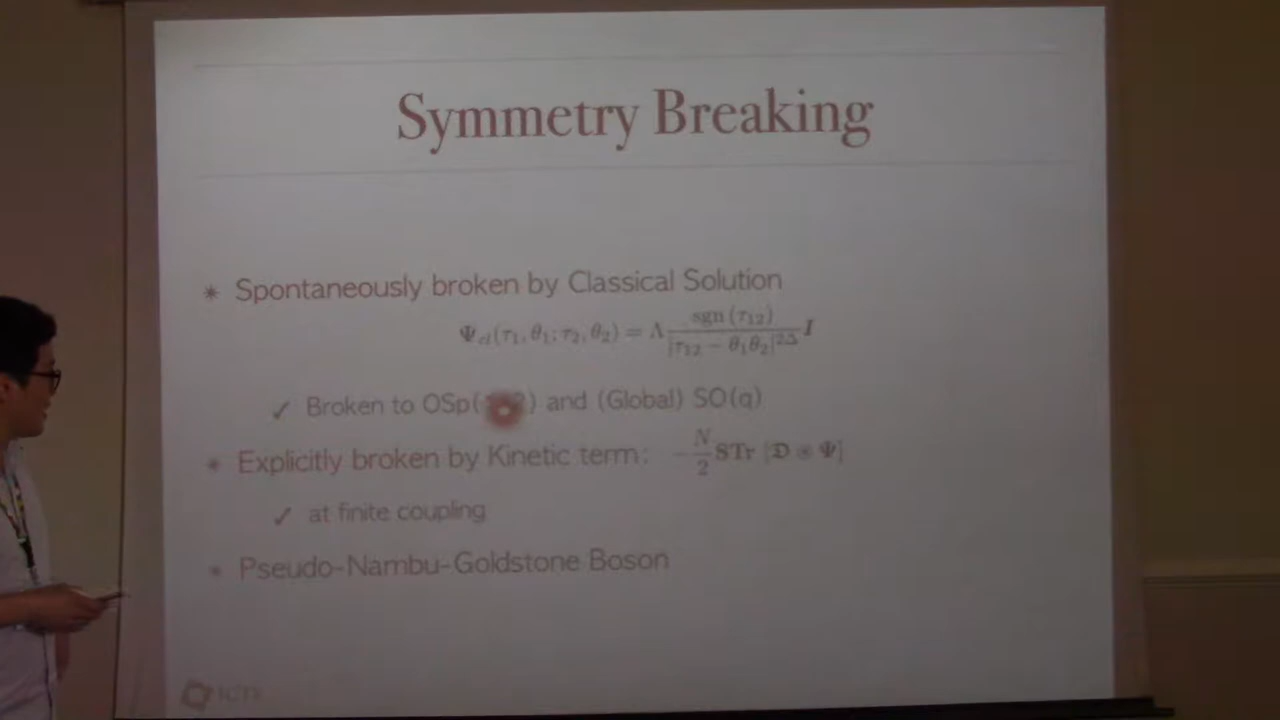 Symmetry Breaking
* Spontaneously broken by Classical Solution
Ψ_cl(τ₁, θ₁; τ₂, θ₂) = Λ sgn(τ₁₂) / |τ₁₂ − θ₁θ₂|^{2Δ} I
✓ Broken to OSp( ) and (Global) SO(q)
* Explicitly broken by Kinetic term: −N/2 STr [𝔇 ⊛ Ψ]
✓ at finite coupling
* Pseudo-Nambu-Goldstone Boson